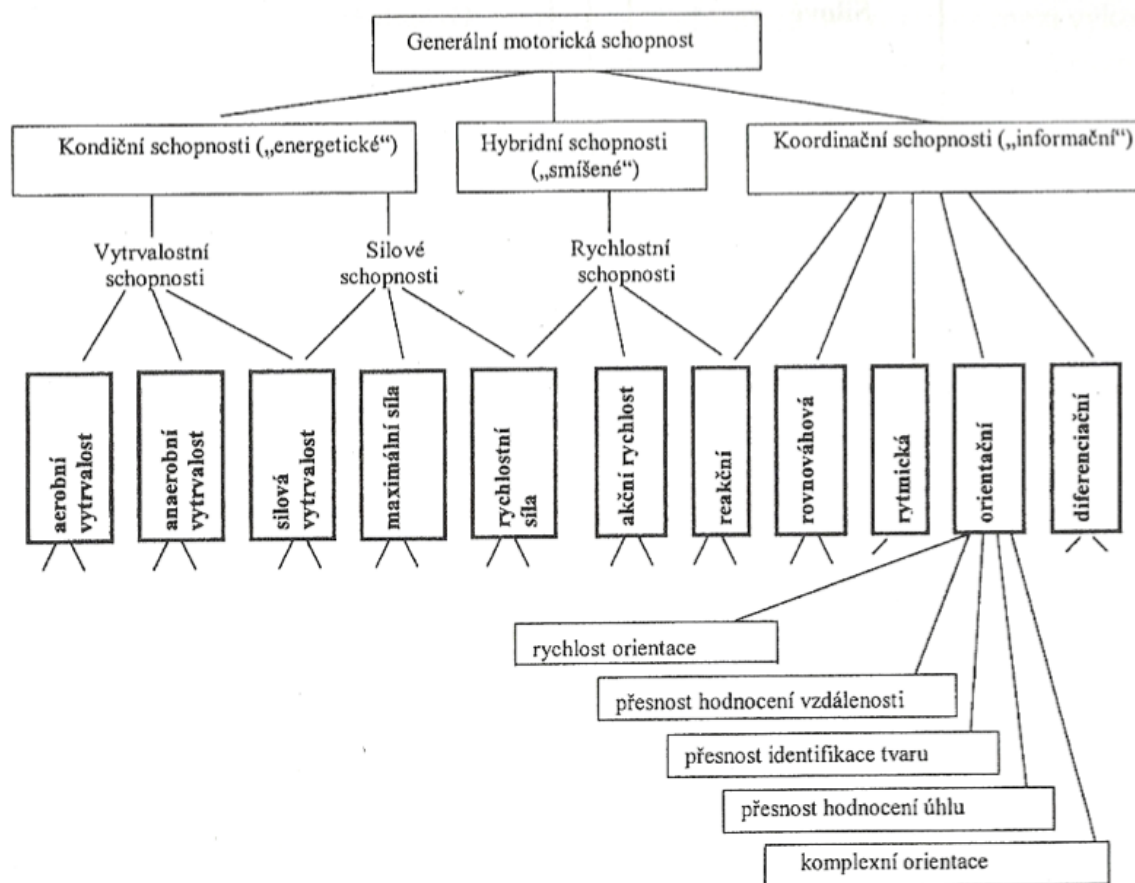 Generální motorická schopnost
Kondiční schopnosti („energetické“)
Hybridní schopnosti
(„smíšené“)
Koordinační schopnosti („informační“)
Vytrvalostní
schopnosti
Silové
schopnosti
Rychlostní
schopnosti
aerobní
vytrvalost
anaerobní
vytrvalost
silová
vytrvalost
maximální síla
rychlostní
síla
akční rychlost
reakční
rovnováhová
rytmická
orientační
diferenciační
rychlost orientace
přesnost hodnocení vzdálenosti
přesnost identifikace tvaru
přesnost hodnocení úhlu
komplexní orientace